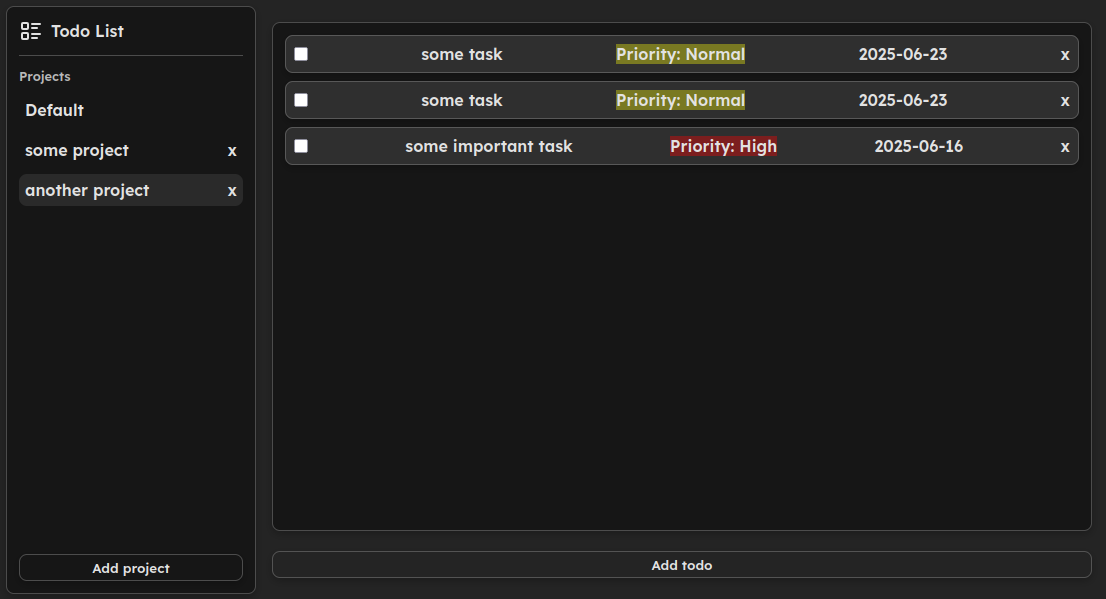 Todo List
Projects
Default
some project x
another project x
Add project
some task Priority: Normal 2025-06-23 x
some task Priority: Normal 2025-06-23 x
some important task Priority: High 2025-06-16 x
Add todo